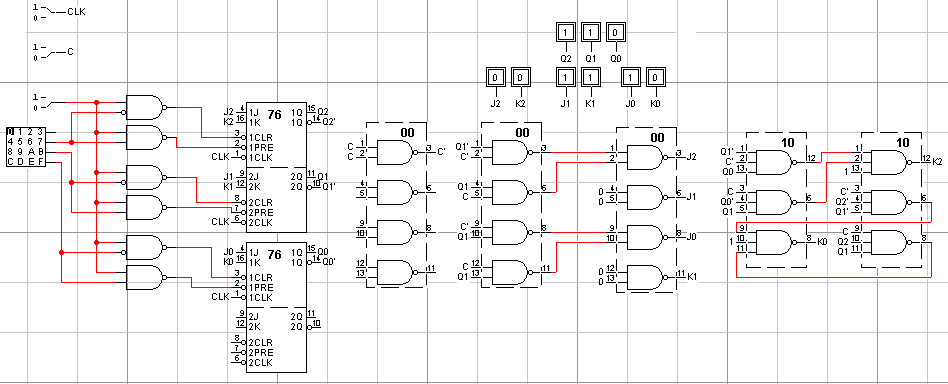 1
0 CLK
1
0 C
1
0
0 1 2 3
4 5 6 7
8 9 A B
C D E F
1 1 0
Q2 Q1 Q0
0 0 1 1 1 0
J2 K2 J1 K1 J0 K0
76
J2 4 1J 1Q 15 Q2
K2 16 1K 1Q 14 Q2'
3 1CLR
2 1PRE
CLK 1 1CLK
J1 9 2J 2Q 11 Q1
K1 12 2K 2Q 10 Q1'
8 2CLR
7 2PRE
CLK 6 2CLK
76
J0 4 1J 1Q 15 Q0
K0 16 1K 1Q 14 Q0'
3 1CLR
2 1PRE
CLK 1 1CLK
9 2J 2Q 11
12 2K 2Q 10
8 2CLR
7 2PRE
6 2CLK
00
C 1
C 2 3 C'
4
5 6
9
10 8
12
13 11
00
Q1' 1
C' 2 3
Q1 4
C 5 6
C' 9
Q1 10 8
C 12
Q1' 13 11
00
1
2 3 J2
0 4
0 5 6 J1
9
10 8 J0
0 12
0 13 11 K1
10
Q1' 1
C' 2 12
Q0 13
C 3
Q0' 4 6
Q1 5
9
1 10 8 K0
11
10
1
2 12 K2
1 13
C' 3
Q2' 4 6
Q1' 5
C 9
Q2 10 8
Q1 11